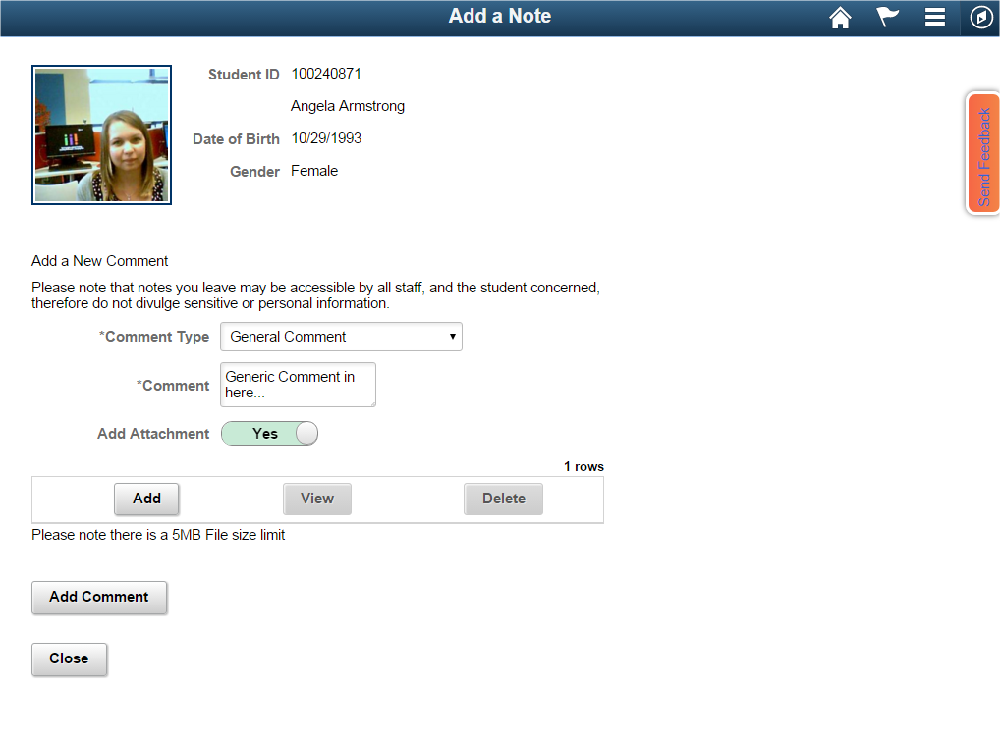 Add a Note
Student ID 100240871
Angela Armstrong
Date of Birth 10/29/1993
Gender Female
Send Feedback
Add a New Comment
Please note that notes you leave may be accessible by all staff, and the student concerned,
therefore do not divulge sensitive or personal information.
*Comment Type General Comment
*Comment Generic Comment in
here...
Add Attachment Yes
1 rows
Add View Delete
Please note there is a 5MB File size limit
Add Comment
Close